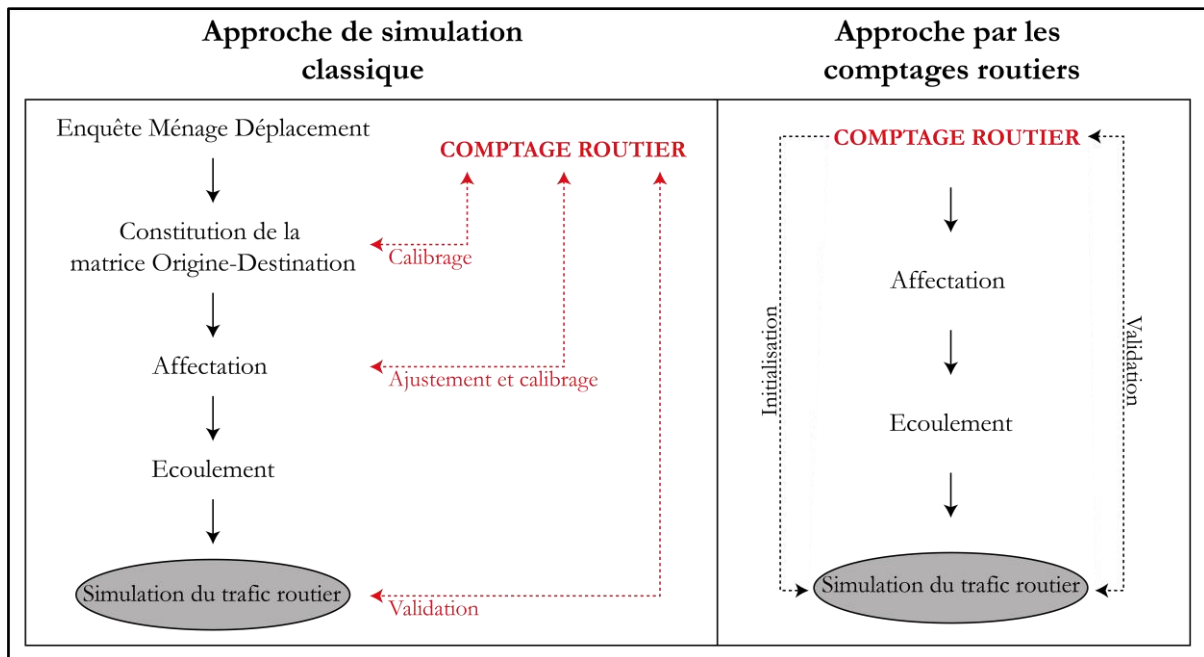 Approche de simulation
classique
Enquête Ménage Déplacement
COMPTAGE ROUTIER
Constitution de la
matrice Origine-Destination
Calibrage
Affectation
Ajustement et calibrage
Ecoulement
Simulation du trafic routier
Validation
Approche par les
comptages routiers
COMPTAGE ROUTIER
Affectation
Initialisation
Validation
Ecoulement
Simulation du trafic routier